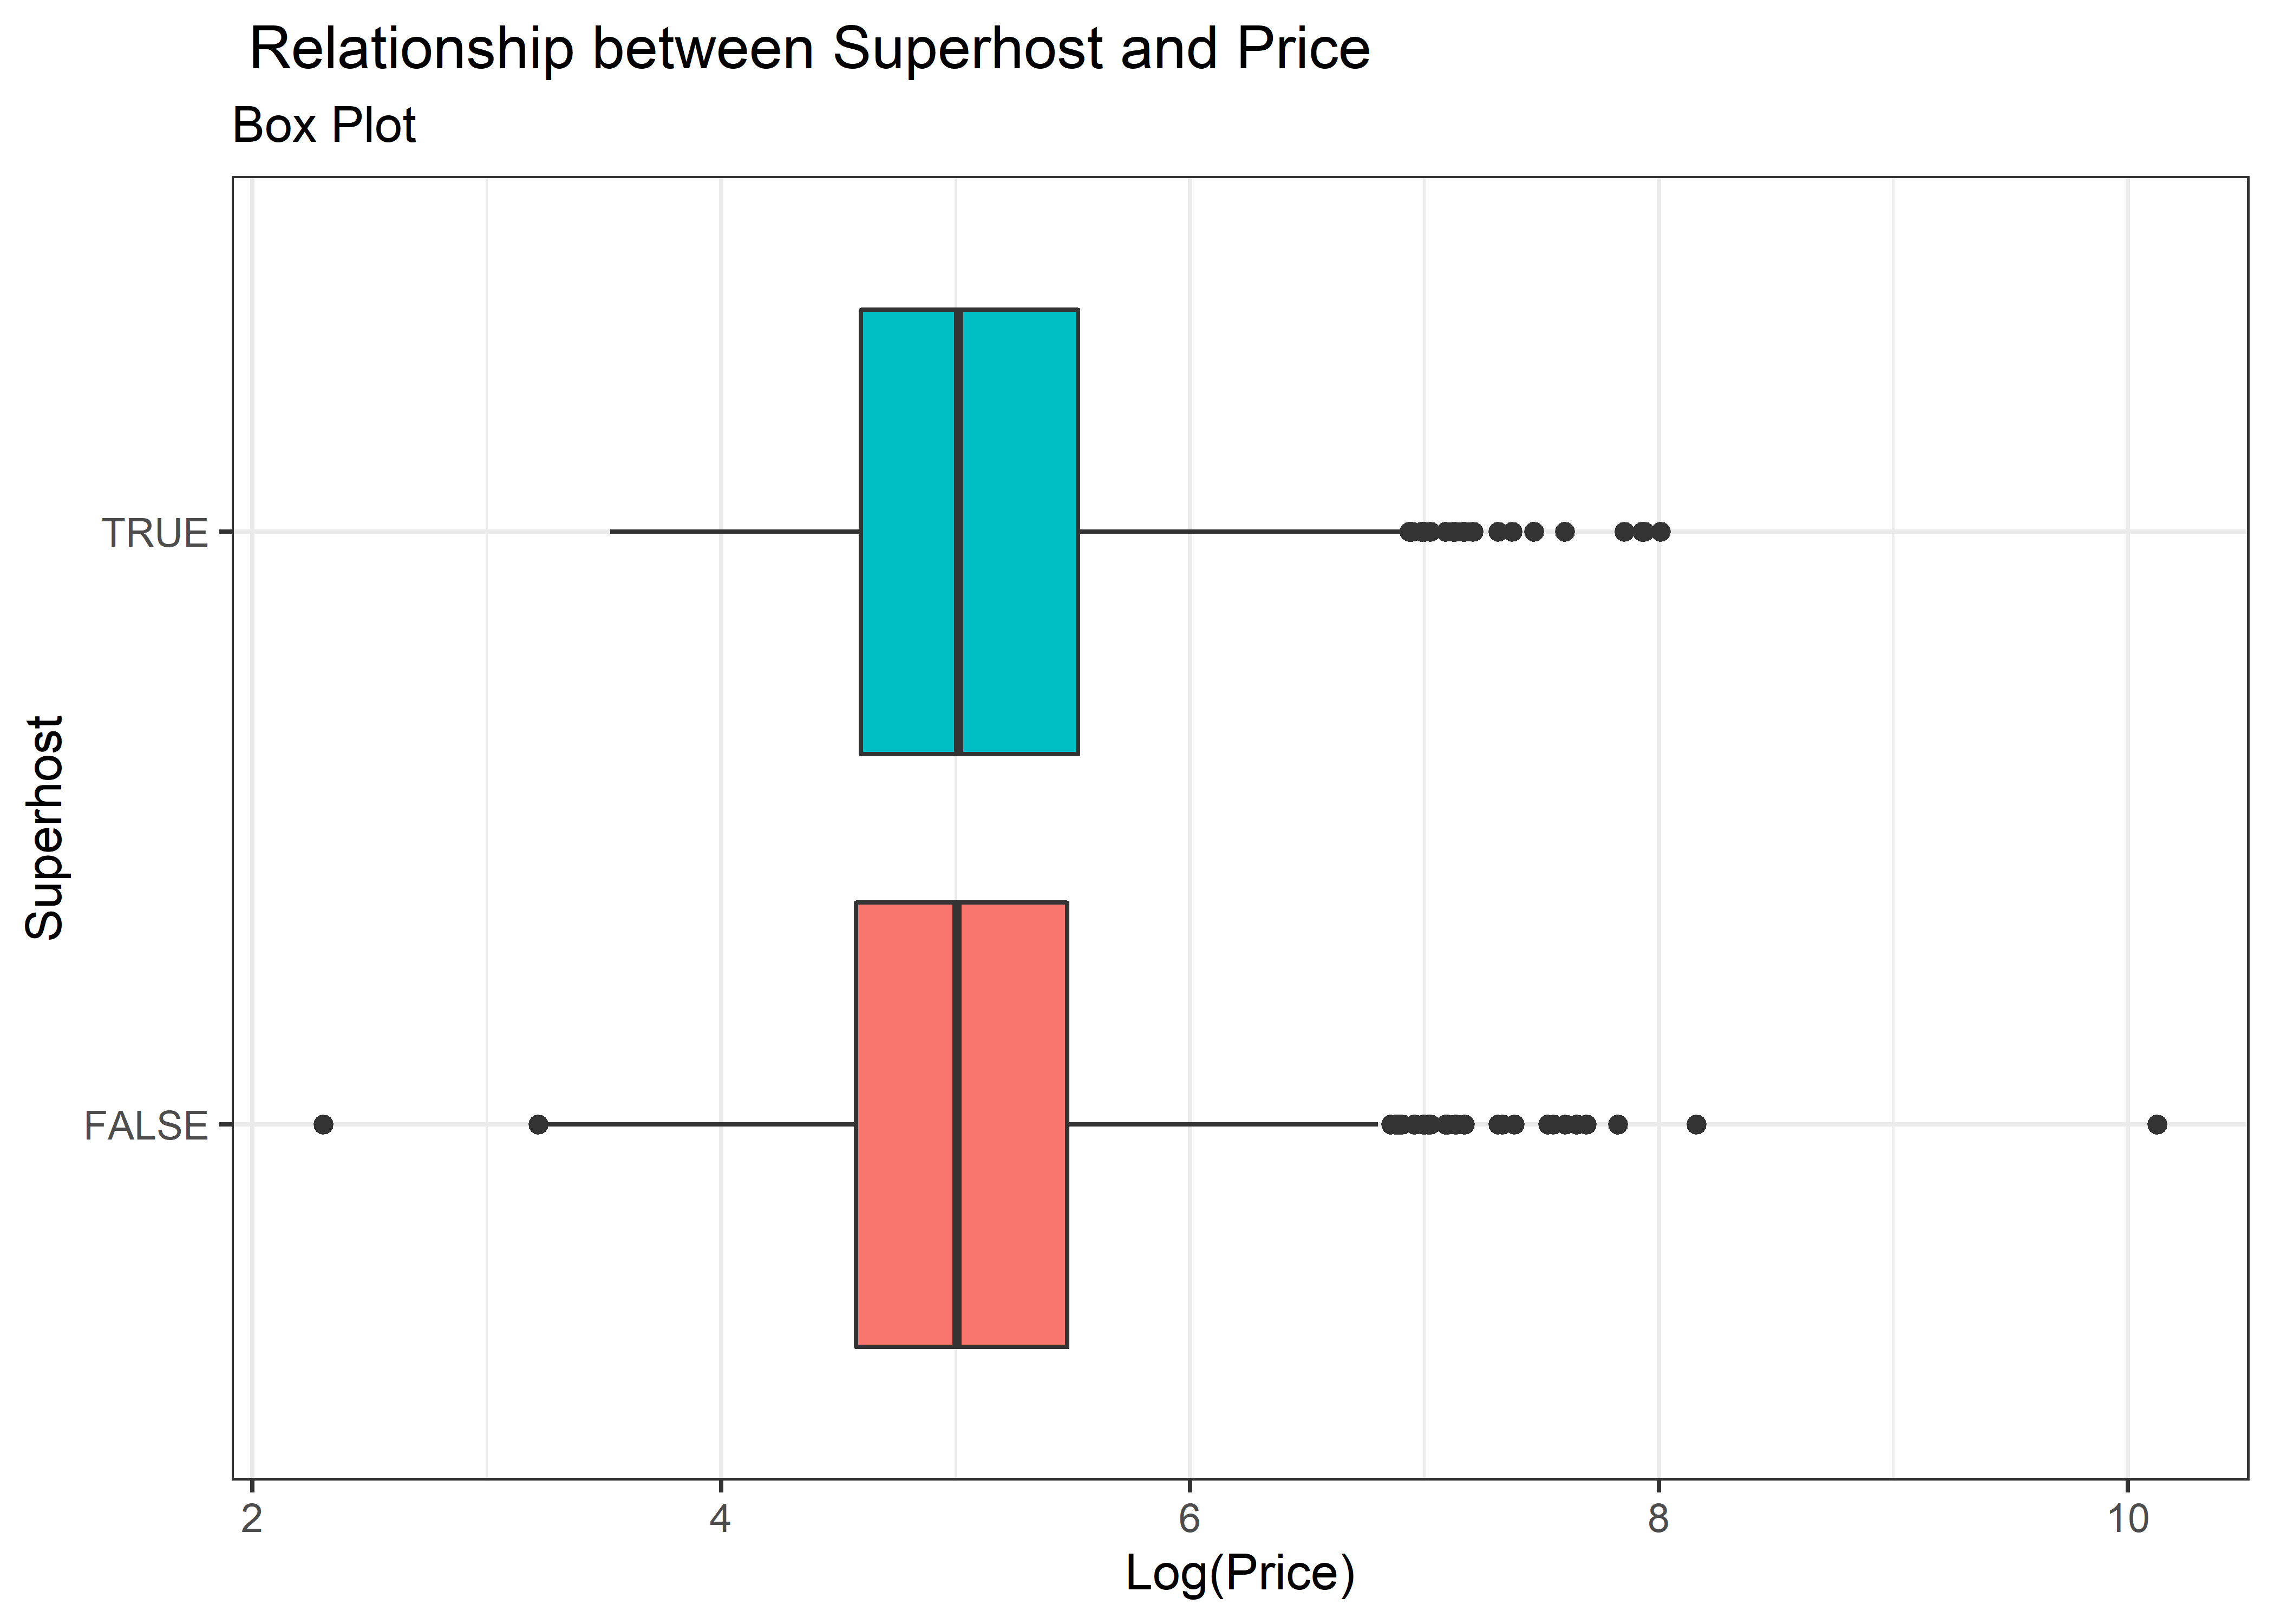 Relationship between Superhost and Price
Box Plot
Superhost
TRUE
FALSE
2 4 6 8 10
Log(Price)